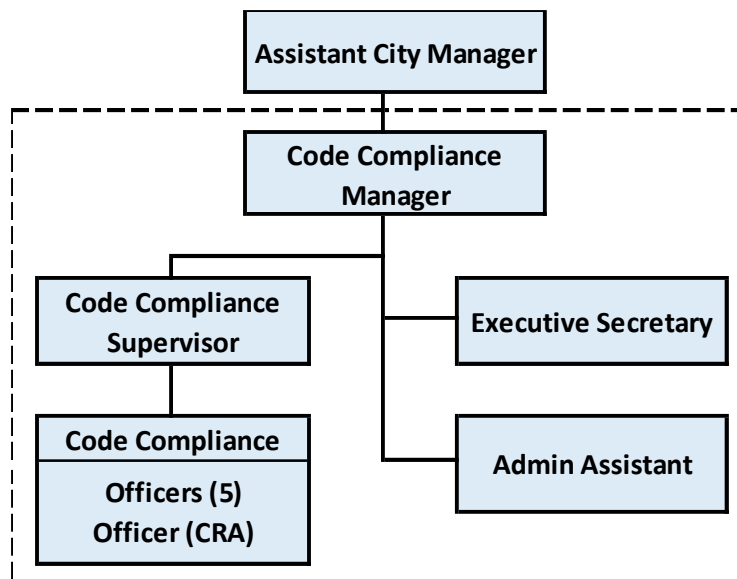 Assistant City Manager
Code Compliance
Manager
Code Compliance
Supervisor
Executive Secretary
Code Compliance
Officers (5)
Officer (CRA)
Admin Assistant